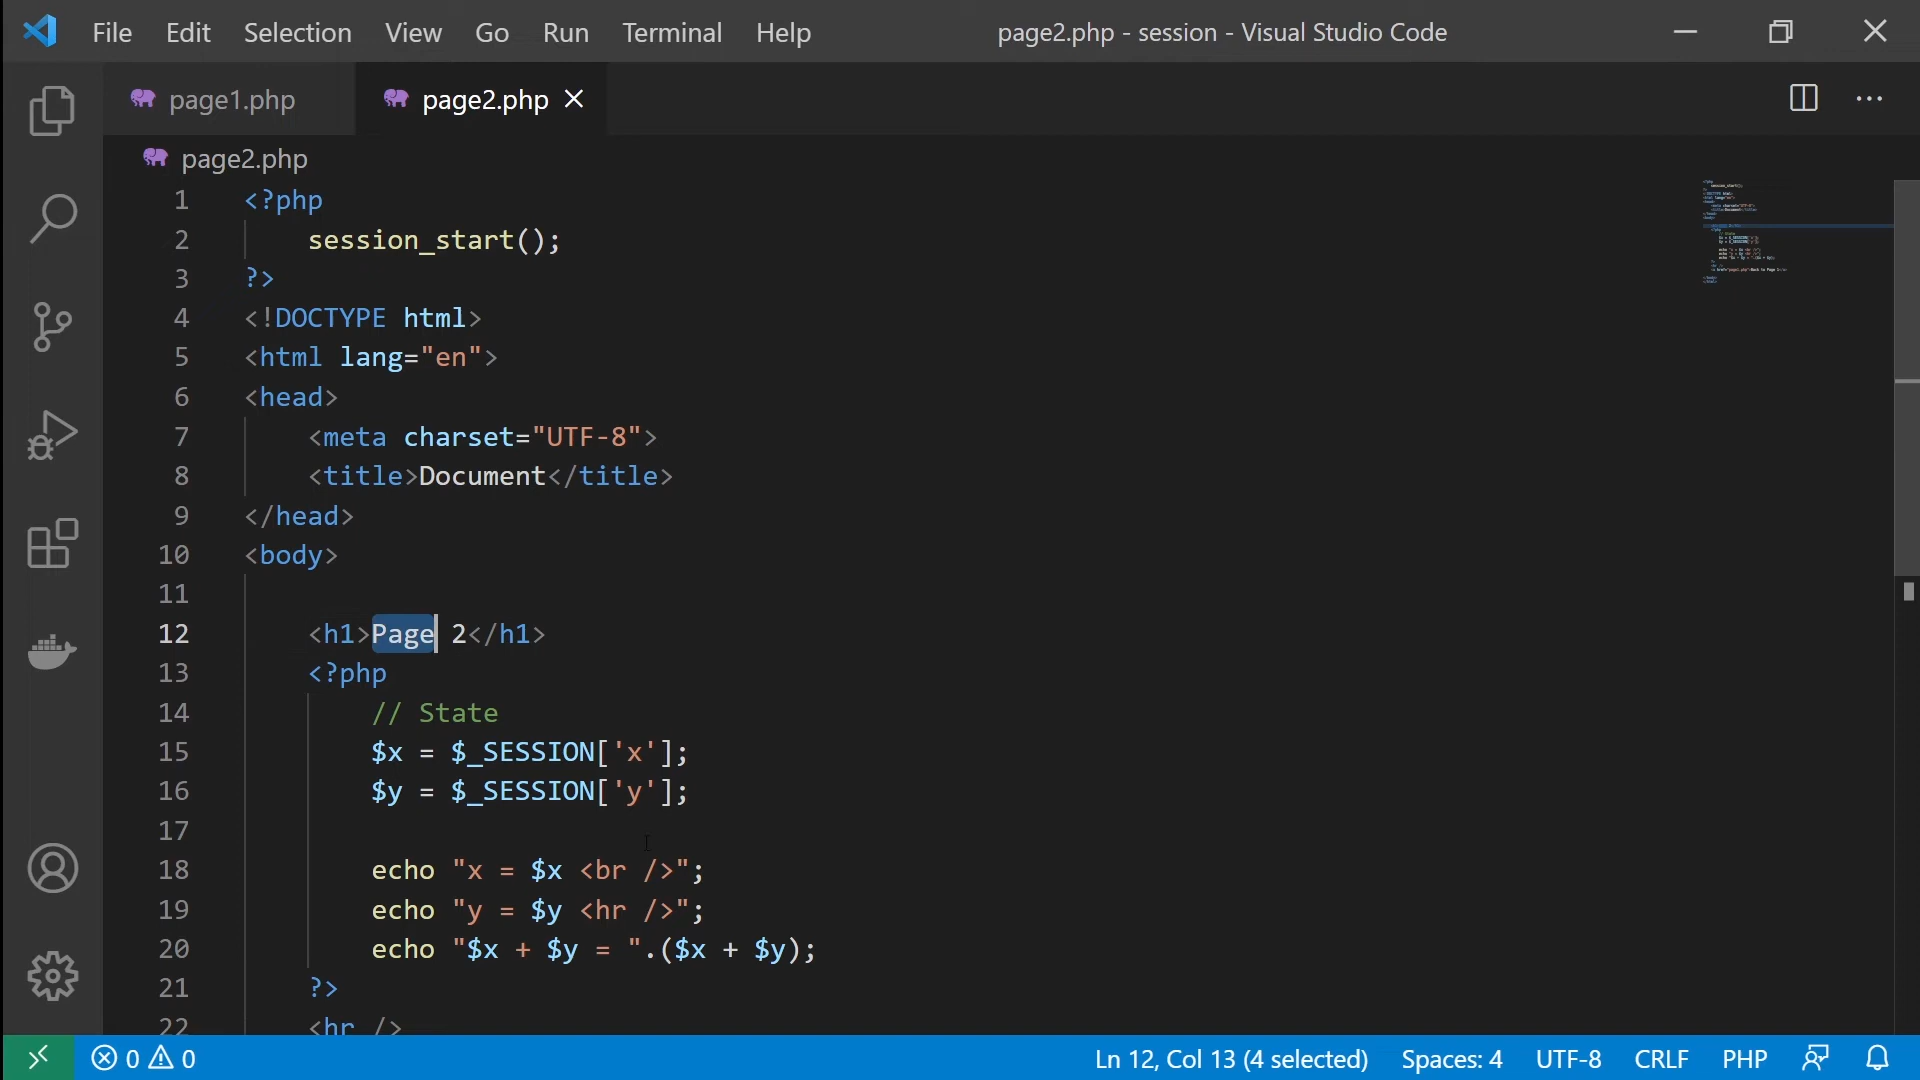 File Edit Selection View Go Run Terminal Help page2.php - session - Visual Studio Code
page1.php page2.php
page2.php
1 <?php
2 session_start();
3 ?>
4 <!DOCTYPE html>
5 <html lang="en">
6 <head>
7 <meta charset="UTF-8">
8 <title>Document</title>
9 </head>
10 <body>
11
12 <h1>Page 2</h1>
13 <?php
14 // State
15 $x = $_SESSION['x'];
16 $y = $_SESSION['y'];
17
18 echo "x = $x <br />";
19 echo "y = $y <hr />";
20 echo "$x + $y = ".($x + $y);
21 ?>
22 <hr />
0 0 Ln 12, Col 13 (4 selected) Spaces: 4 UTF-8 CRLF PHP